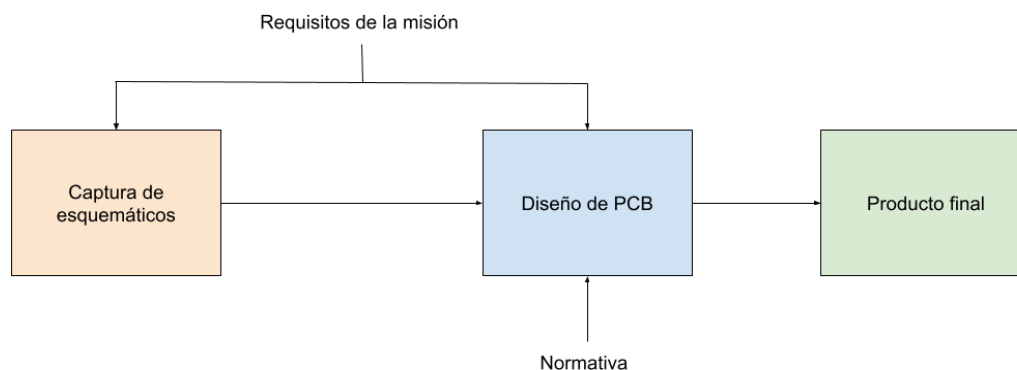 Requisitos de la misión
Captura de
esquemáticos
Diseño de PCB
Producto final
Normativa